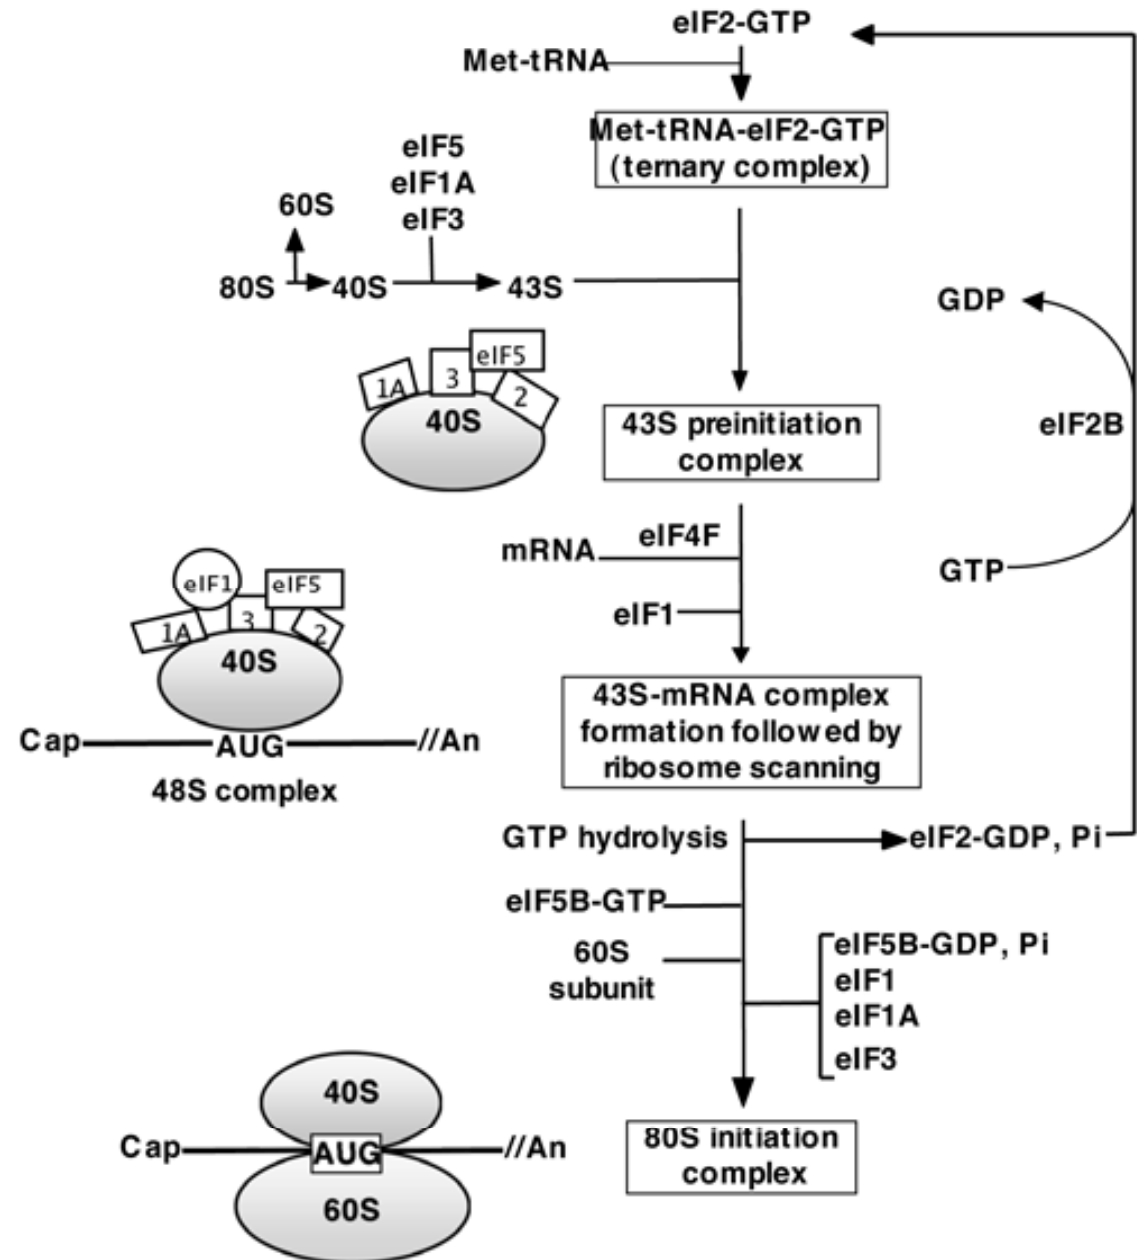 eIF2-GTP
Met-tRNA
Met-tRNA-eIF2-GTP
(ternary complex)
eIF5
eIF1A
eIF3
60S
80S
40S
43S
GDP
1A
3
eIF5
2
40S
43S preinitiation
complex
eIF2B
eIF4F
mRNA
GTP
eIF1
eIF1
eIF5
1A
3
2
40S
43S-mRNA complex
formation followed by
ribosome scanning
Cap
AUG
//An
48S complex
GTP hydrolysis
eIF2-GDP, Pi
eIF5B-GTP
60S
subunit
eIF5B-GDP, Pi
eIF1
eIF1A
eIF3
40S
Cap
AUG
//An
60S
80S initiation
complex